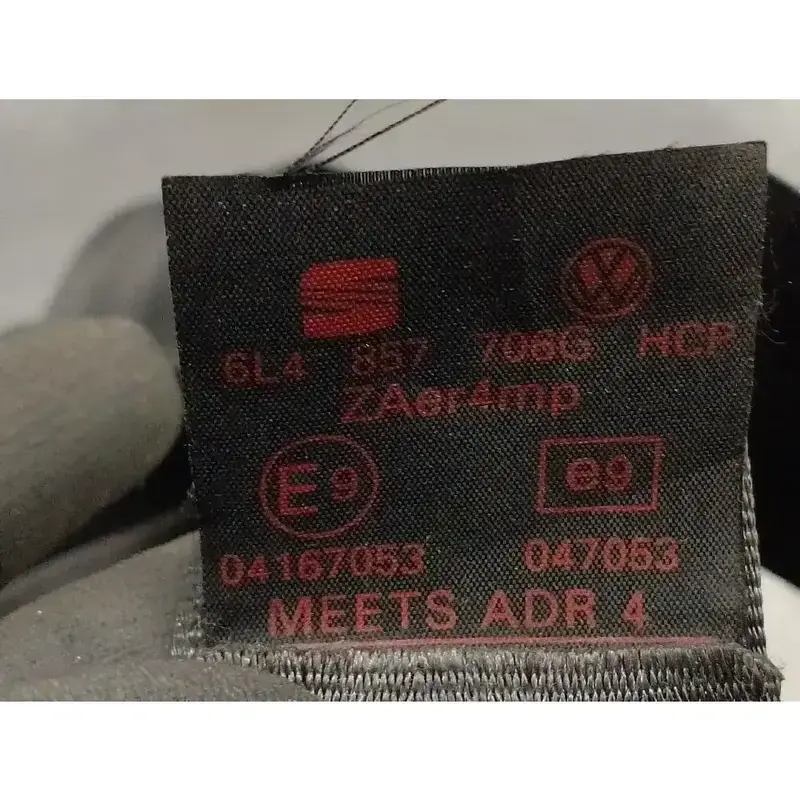 6L4 857 706G HCP
ZAer4mp
E9 e9
04167053 047053
MEETS ADR 4